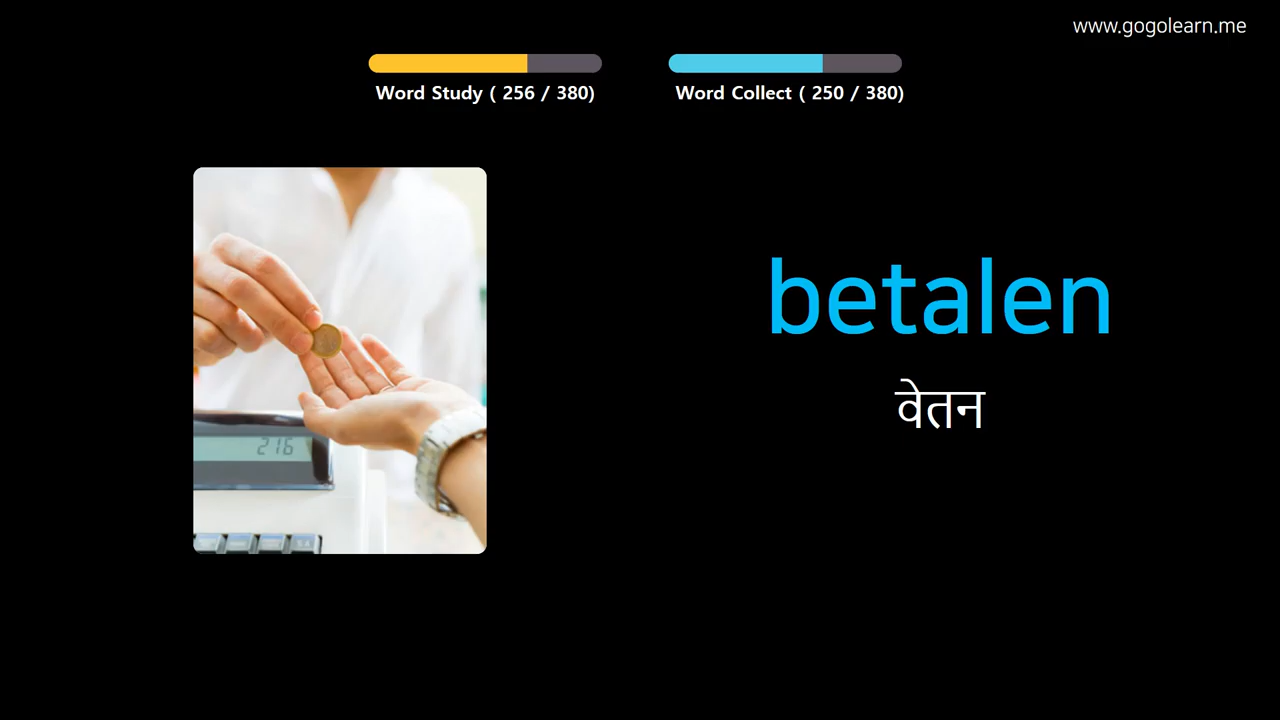 www.gogolearn.me
Word Study ( 256 / 380)
Word Collect ( 250 / 380)
betalen
वेतन
216